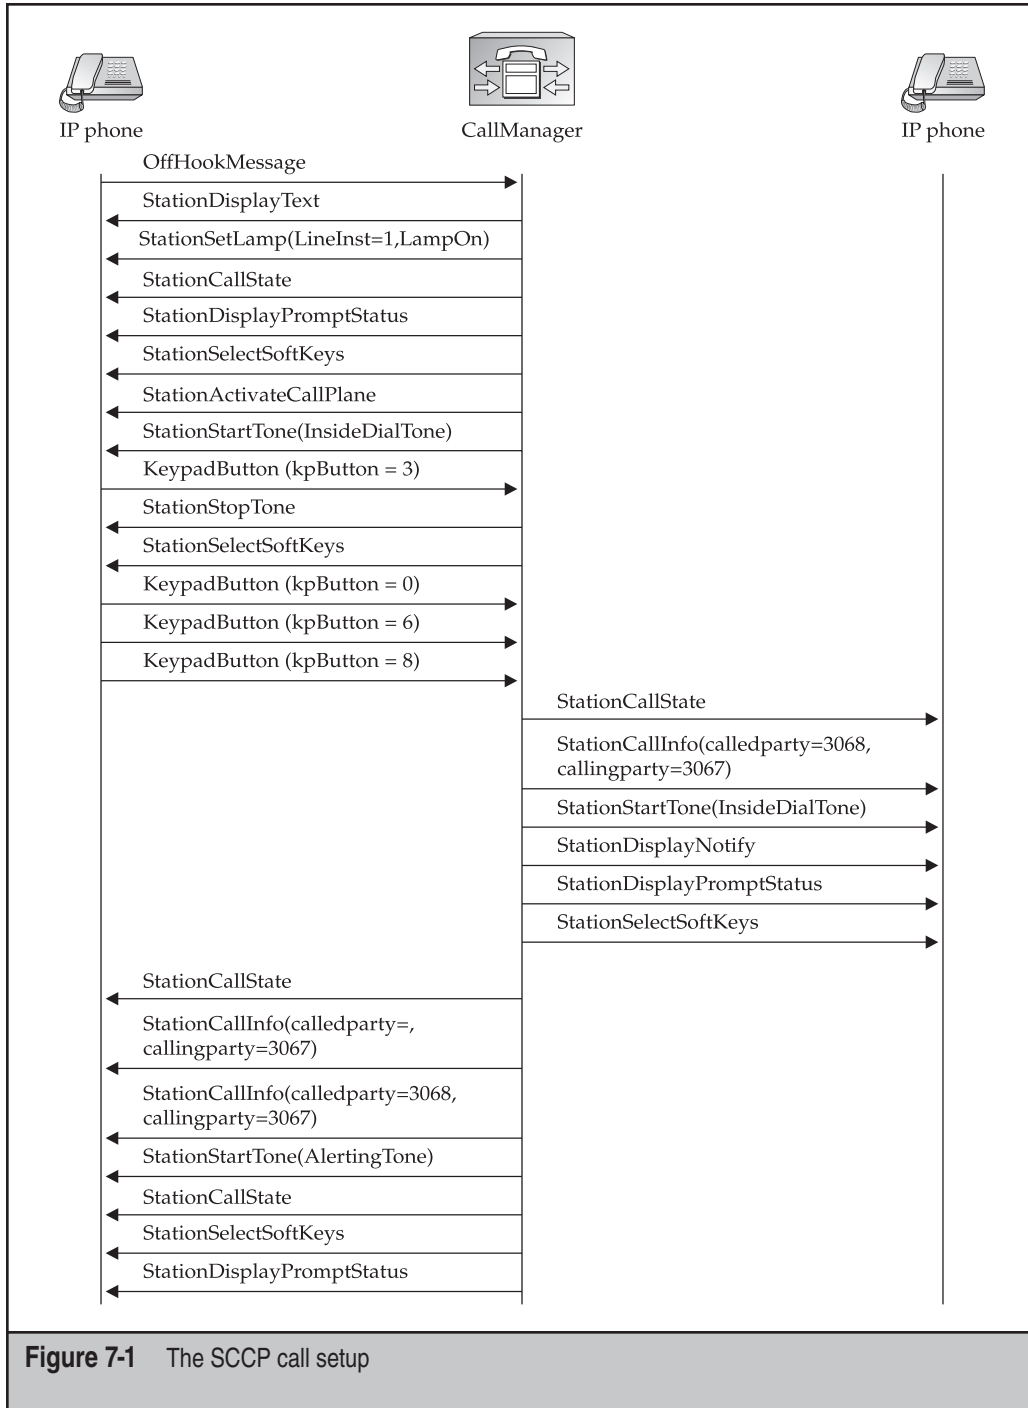 IP phone
CallManager
IP phone
OffHookMessage
StationDisplayText
StationSetLamp(LineInst=1,LampOn)
StationCallState
StationDisplayPromptStatus
StationSelectSoftKeys
StationActivateCallPlane
StationStartTone(InsideDialTone)
KeypadButton (kpButton = 3)
StationStopTone
StationSelectSoftKeys
KeypadButton (kpButton = 0)
KeypadButton (kpButton = 6)
KeypadButton (kpButton = 8)
StationCallState
StationCallInfo(calledparty=3068,
callingparty=3067)
StationStartTone(InsideDialTone)
StationDisplayNotify
StationDisplayPromptStatus
StationSelectSoftKeys
StationCallState
StationCallInfo(calledparty=,
callingparty=3067)
StationCallInfo(calledparty=3068,
callingparty=3067)
StationStartTone(AlertingTone)
StationCallState
StationSelectSoftKeys
StationDisplayPromptStatus
Figure 7-1 The SCCP call setup